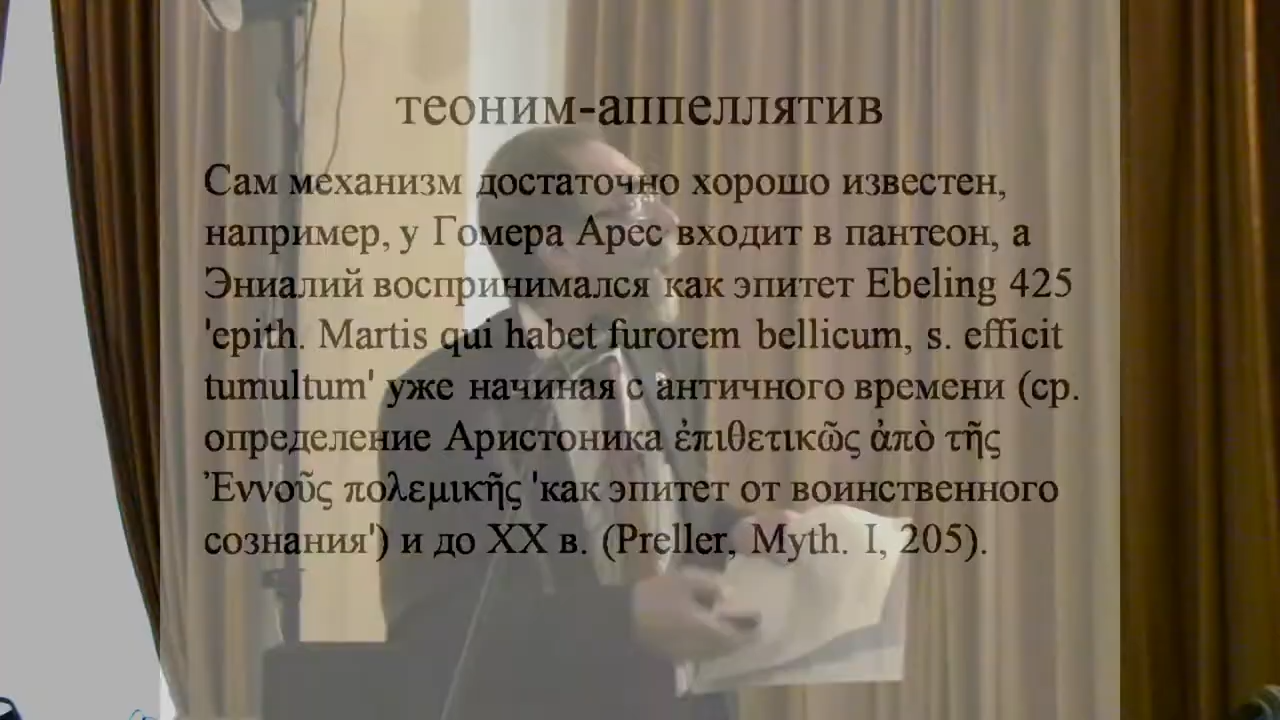 теоним-аппеллятив
Сам механизм достаточно хорошо известен,
например, у Гомера Арес входит в пантеон, а
Эниалий воспринимался как эпитет Ebeling 425
'epith. Martis qui habet furorem bellicum, s. efficit
tumultum' уже начиная с античного времени (ср.
определение Аристоника ἐπιθετικῶς ἀπὸ τῆς
Ἐννοῦς πολεμικῆς 'как эпитет от воинственного
сознания') и до XX в. (Preller, Myth. I, 205).